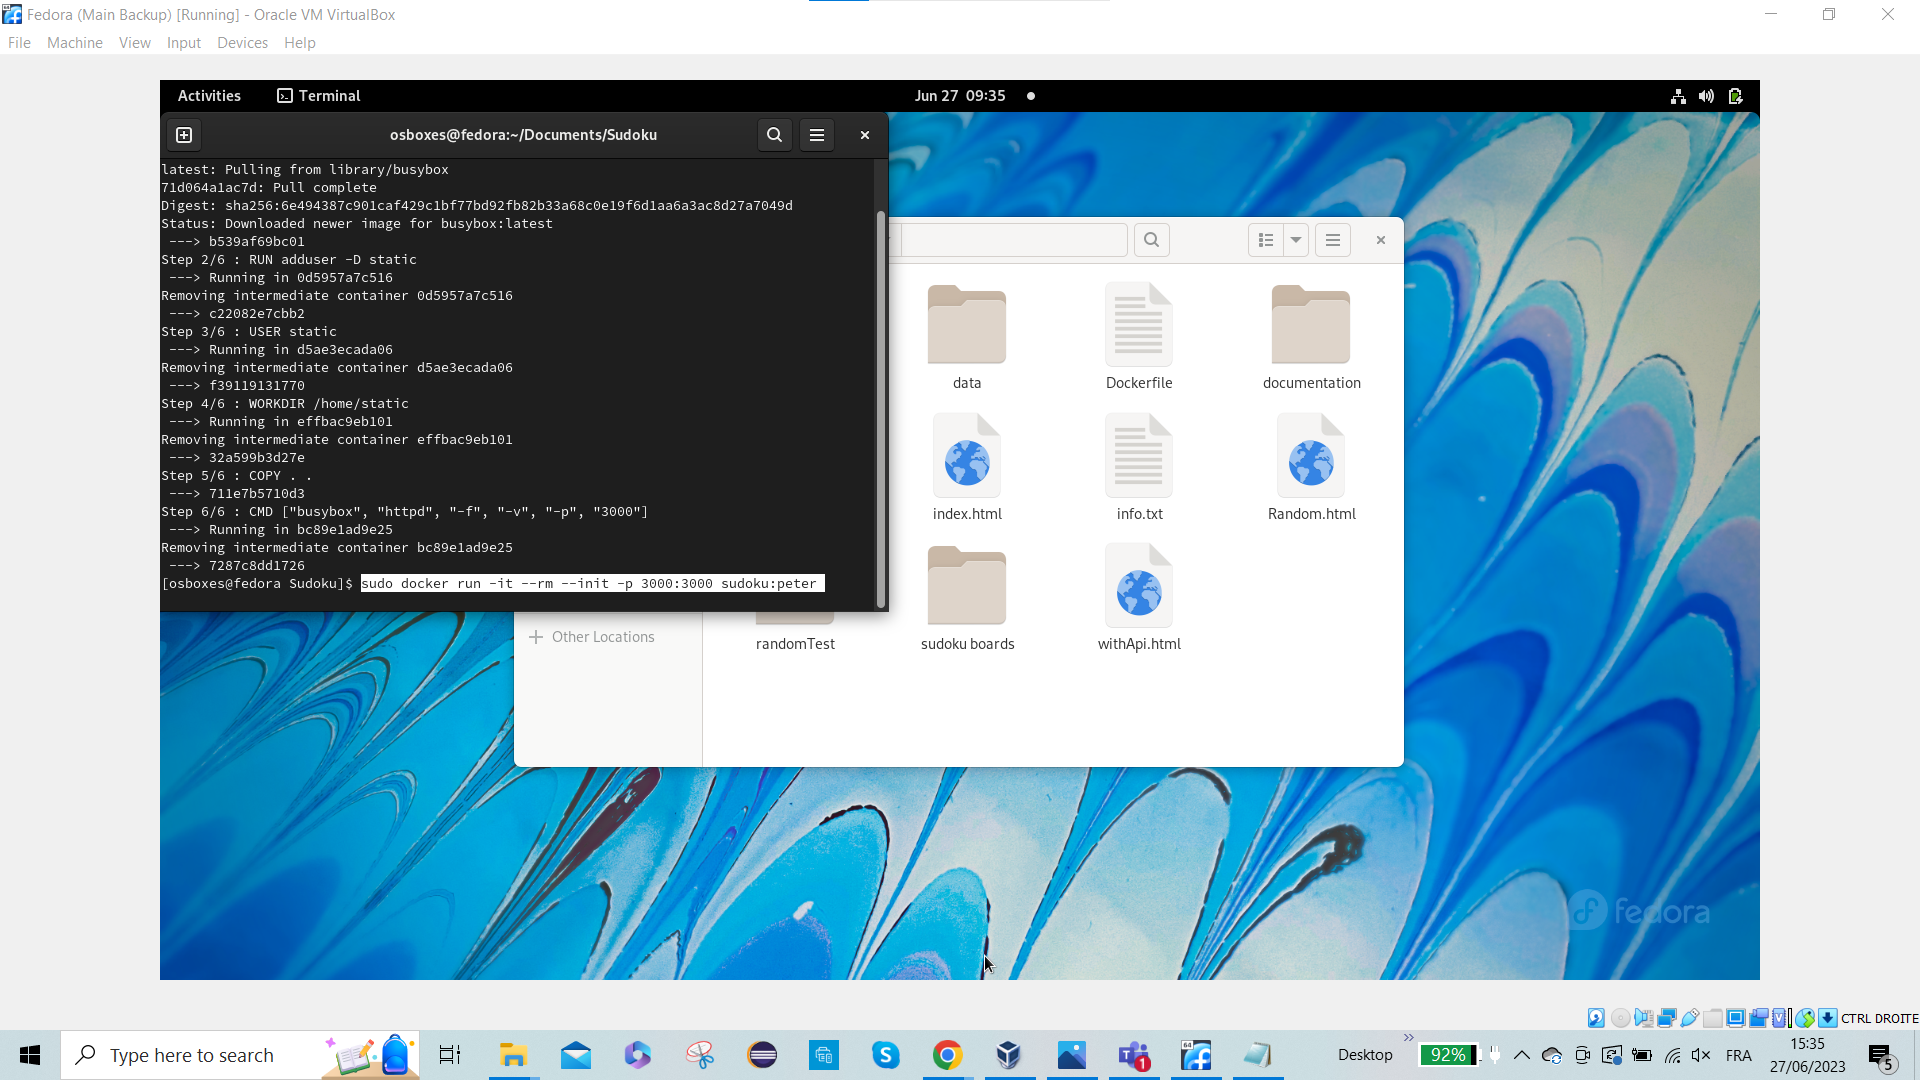 Fedora (Main Backup) [Running] - Oracle VM VirtualBox
File Machine View Input Devices Help
Activities Terminal Jun 27 09:35
osboxes@fedora:~/Documents/Sudoku
latest: Pulling from library/busybox
71d064a1ac7d: Pull complete
Digest: sha256:6e494387c901caf429c1bf77bd92fb82b33a68c0e19f6d1aa6a3ac8d27a7049d
Status: Downloaded newer image for busybox:latest
---> b539af69bc01
Step 2/6 : RUN adduser -D static
---> Running in 0d5957a7c516
Removing intermediate container 0d5957a7c516
---> c22082e7cbb2
Step 3/6 : USER static
---> Running in d5ae3ecada06
Removing intermediate container d5ae3ecada06
---> f39119131770
Step 4/6 : WORKDIR /home/static
---> Running in effbac9eb101
Removing intermediate container effbac9eb101
---> 32a599b3d27e
Step 5/6 : COPY . .
---> 711e7b5710d3
Step 6/6 : CMD ["busybox", "httpd", "-f", "-v", "-p", "3000"]
---> Running in bc89e1ad9e25
Removing intermediate container bc89e1ad9e25
---> 7287c8dd1726
[osboxes@fedora Sudoku]$ sudo docker run -it --rm --init -p 3000:3000 sudoku:peter
data Dockerfile documentation
index.html info.txt Random.html
randomTest sudoku boards withApi.html
Other Locations
fedora
CTRL DROITE
Type here to search
Desktop
92%
FRA
15:35
27/06/2023
1
5
64